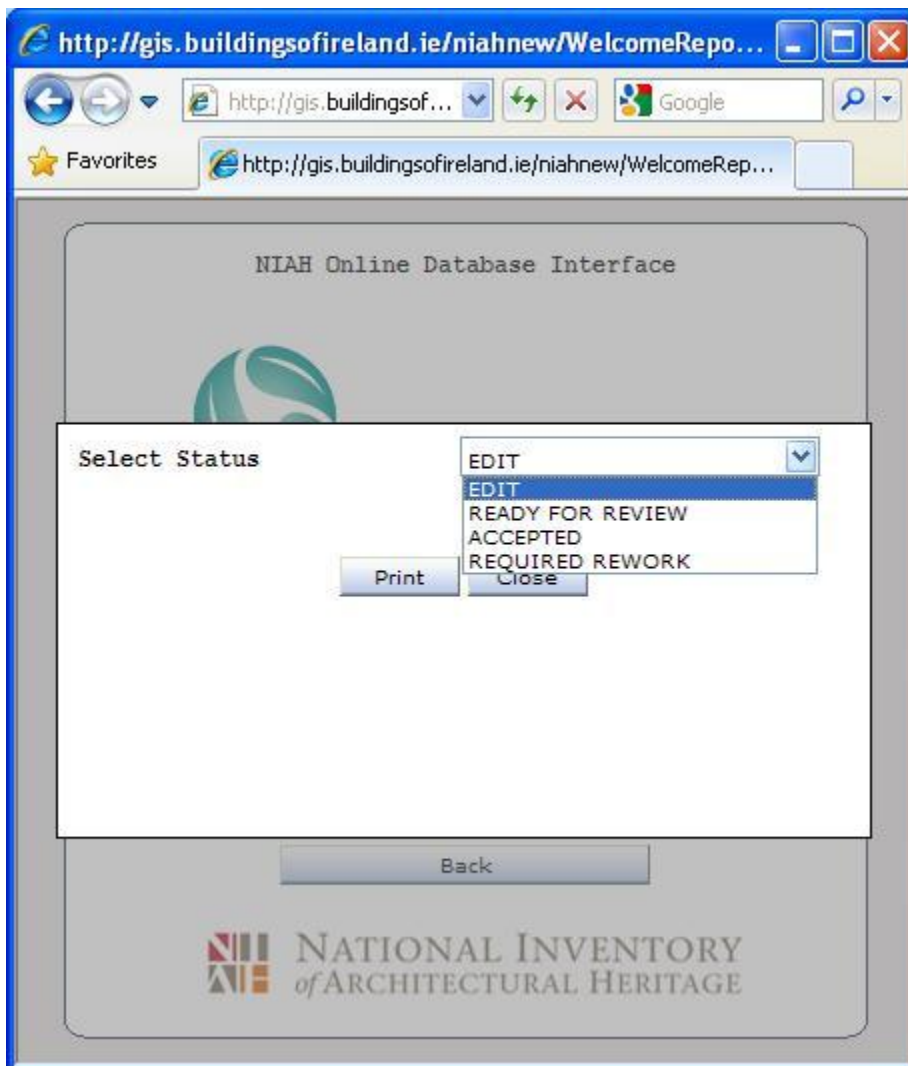 http://gis.buildingsofireland.ie/niahnew/WelcomeRepo...
http://gis.buildingsof...
Google
Favorites
http://gis.buildingsofireland.ie/niahnew/WelcomeRep...
NIAH Online Database Interface
Select Status
EDIT
EDIT
READY FOR REVIEW
ACCEPTED
REQUIRED REWORK
Print
Close
Back
NIAH
NATIONAL INVENTORY
of ARCHITECTURAL HERITAGE